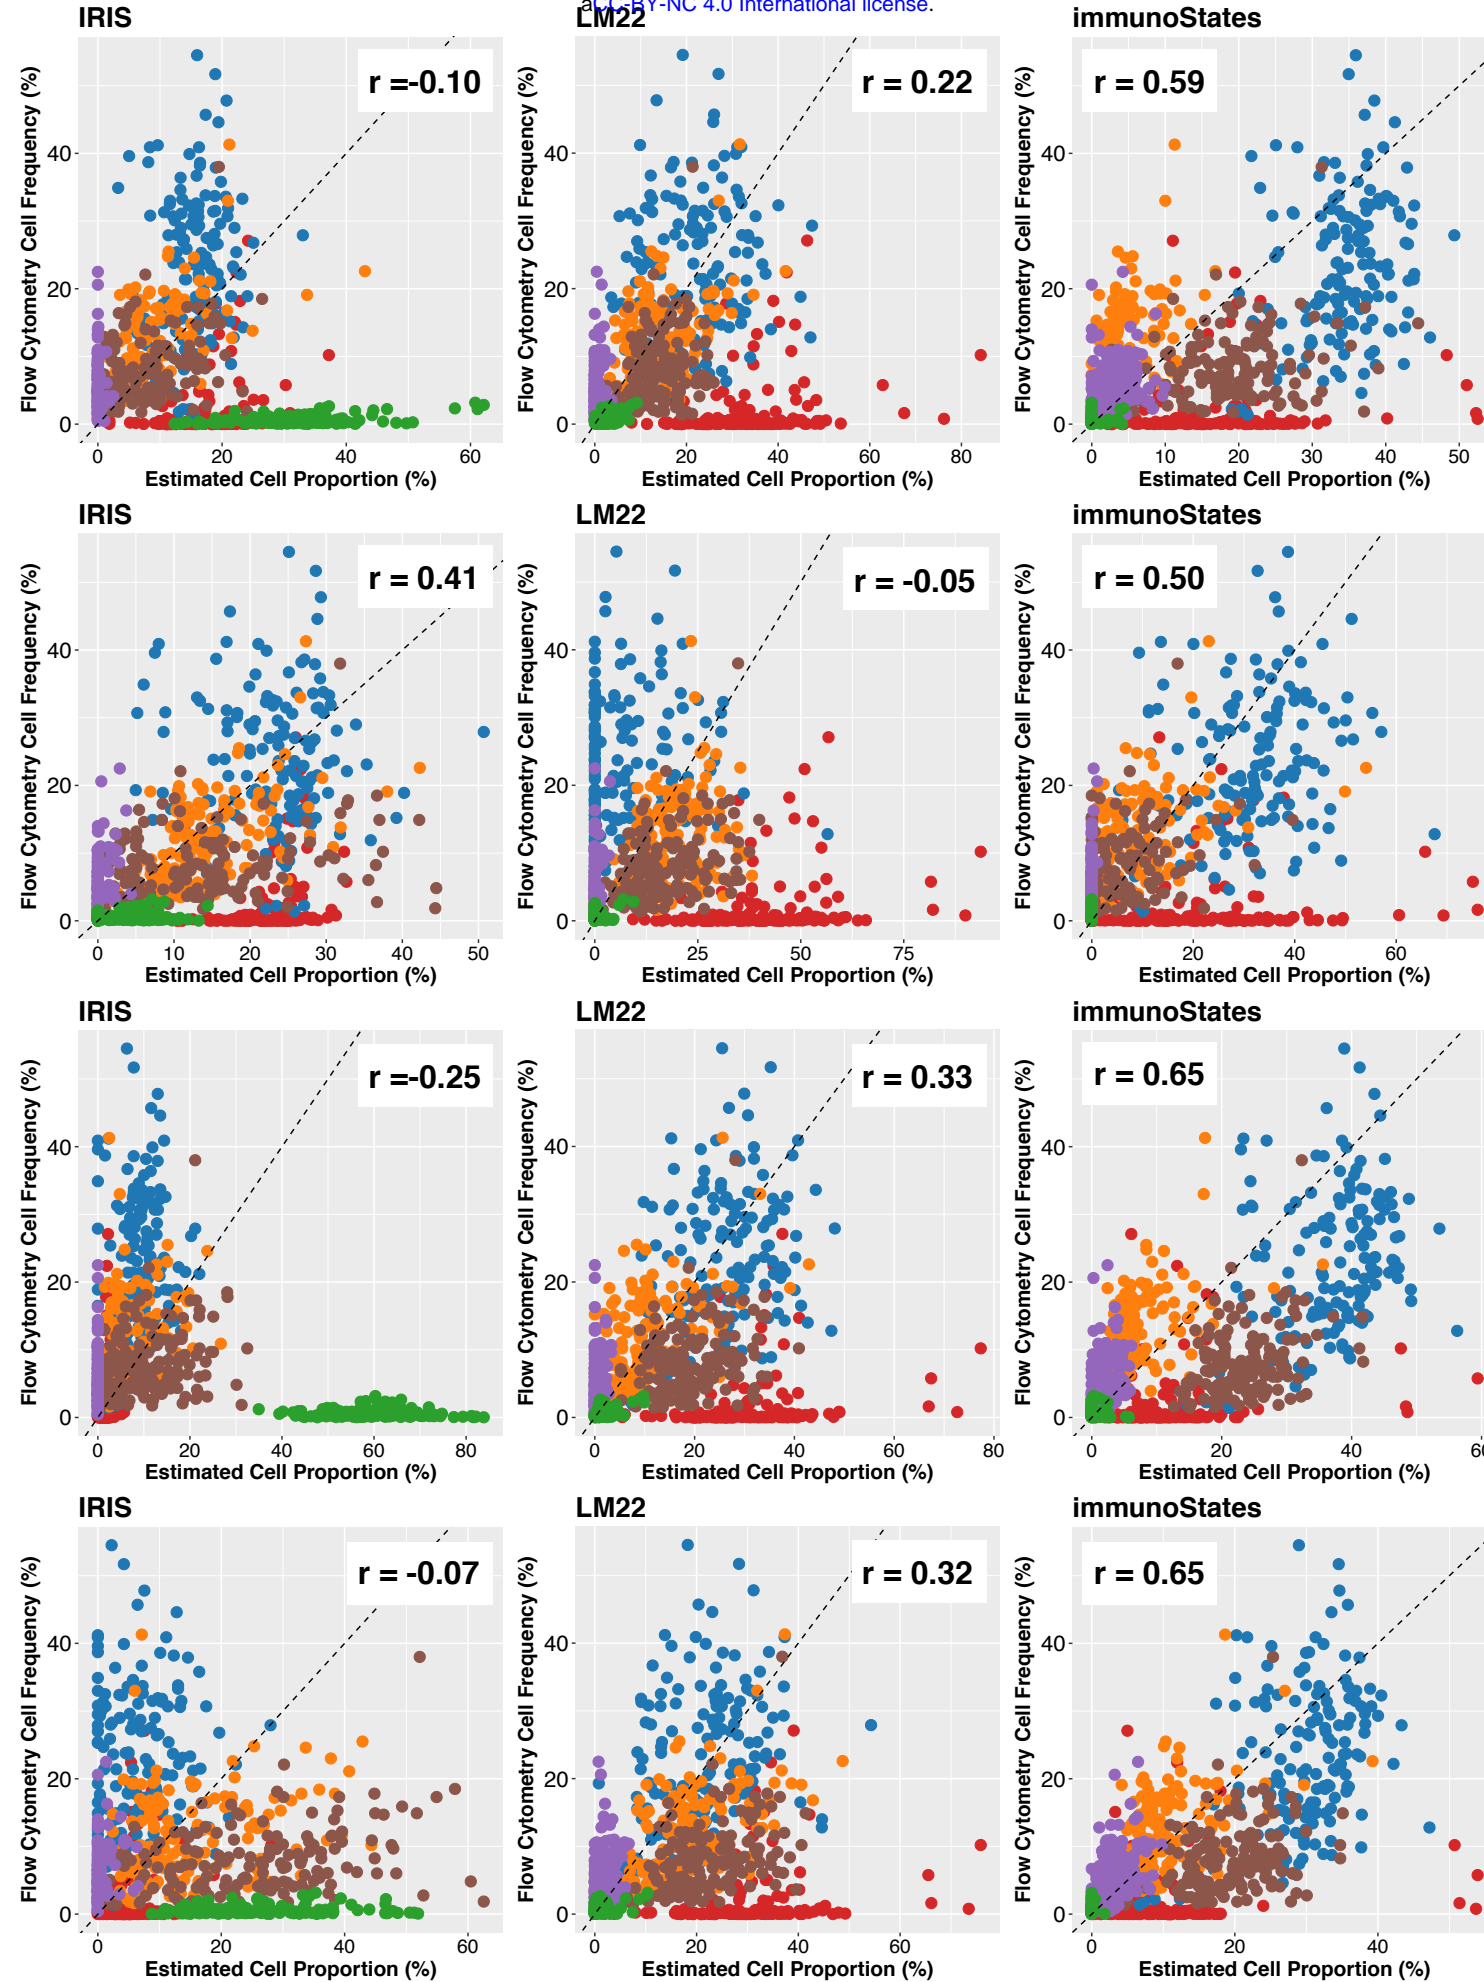 aCC-BY-NC 4.0 International license.
IRIS
LM22
immunoStates
Flow Cytometry Cell Frequency (%)
40
20
0
r =-0.10
0 20 40 60
Estimated Cell Proportion (%)
Flow Cytometry Cell Frequency (%)
40
20
0
r = 0.22
0 20 40 60 80
Estimated Cell Proportion (%)
Flow Cytometry Cell Frequency (%)
40
20
0
r = 0.59
0 10 20 30 40 50
Estimated Cell Proportion (%)
IRIS
LM22
immunoStates
Flow Cytometry Cell Frequency (%)
40
20
0
r = 0.41
0 10 20 30 40 50
Estimated Cell Proportion (%)
Flow Cytometry Cell Frequency (%)
40
20
0
r = -0.05
0 25 50 75
Estimated Cell Proportion (%)
Flow Cytometry Cell Frequency (%)
40
20
0
r = 0.50
0 20 40 60
Estimated Cell Proportion (%)
IRIS
LM22
immunoStates
Flow Cytometry Cell Frequency (%)
40
20
0
r =-0.25
0 20 40 60 80
Estimated Cell Proportion (%)
Flow Cytometry Cell Frequency (%)
40
20
0
r = 0.33
0 20 40 60 80
Estimated Cell Proportion (%)
Flow Cytometry Cell Frequency (%)
40
20
0
r = 0.65
0 20 40
Estimated Cell Proportion (%)
IRIS
LM22
immunoStates
Flow Cytometry Cell Frequency (%)
40
20
0
r = -0.07
0 20 40 60
Estimated Cell Proportion (%)
Flow Cytometry Cell Frequency (%)
40
20
0
r = 0.32
0 20 40 60
Estimated Cell Proportion (%)
Flow Cytometry Cell Frequency (%)
40
20
0
r = 0.65
0 20 40
Estimated Cell Proportion (%)